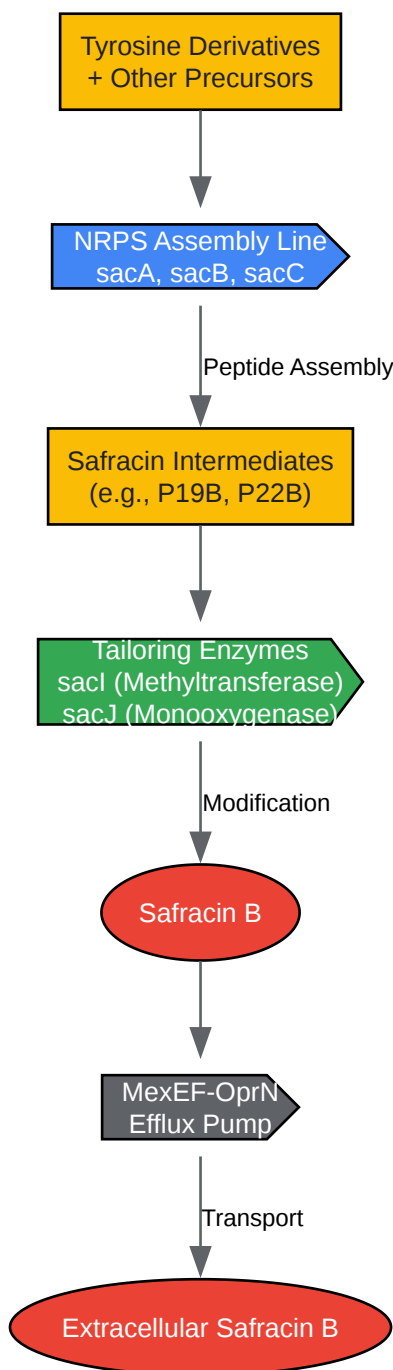 Tyrosine Derivatives
+ Other Precursors
NRPS Assembly Line
sacA, sacB, sacC
Peptide Assembly
Safracin Intermediates
(e.g., P19B, P22B)
Tailoring Enzymes
sacI (Methyltransferase)
sacJ (Monooxygenase)
Modification
Safracin B
MexEF-OprN
Efflux Pump
Transport
Extracellular Safracin B